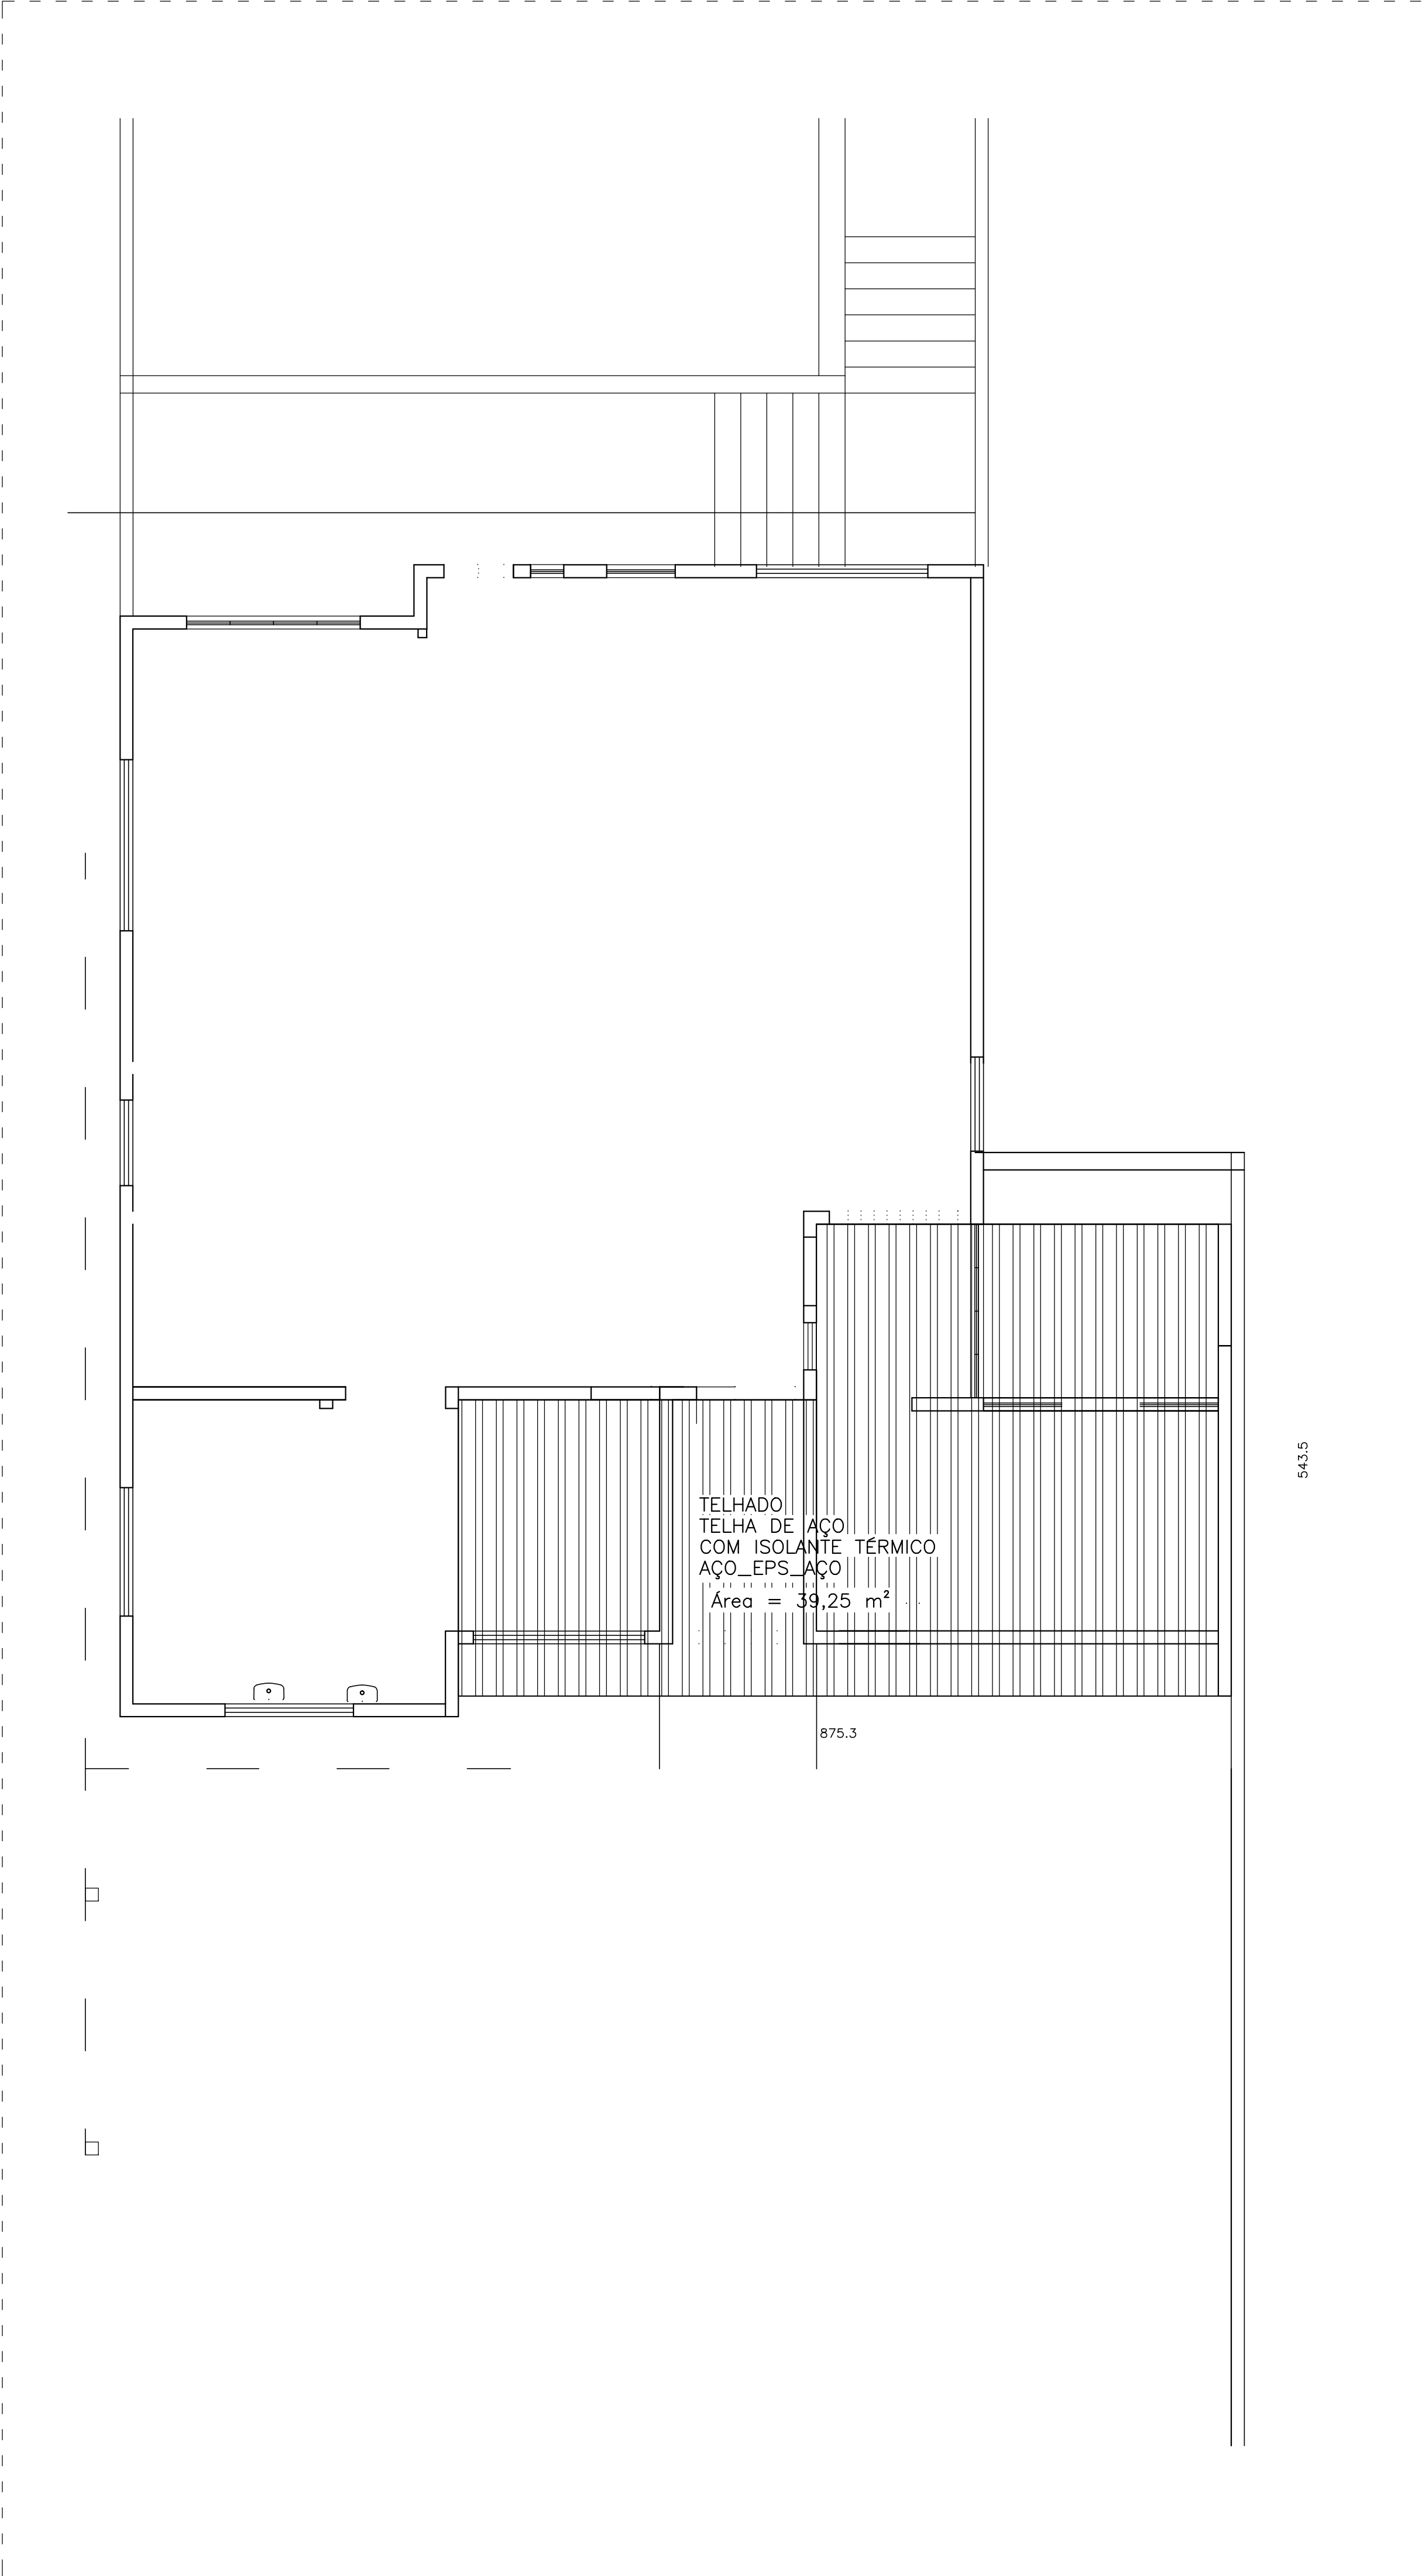 543.5
TELHADO
TELHA DE AÇO
COM ISOLANTE TÉRMICO
AÇO_EPS_AÇO
Área = 39,25 m²
875.3